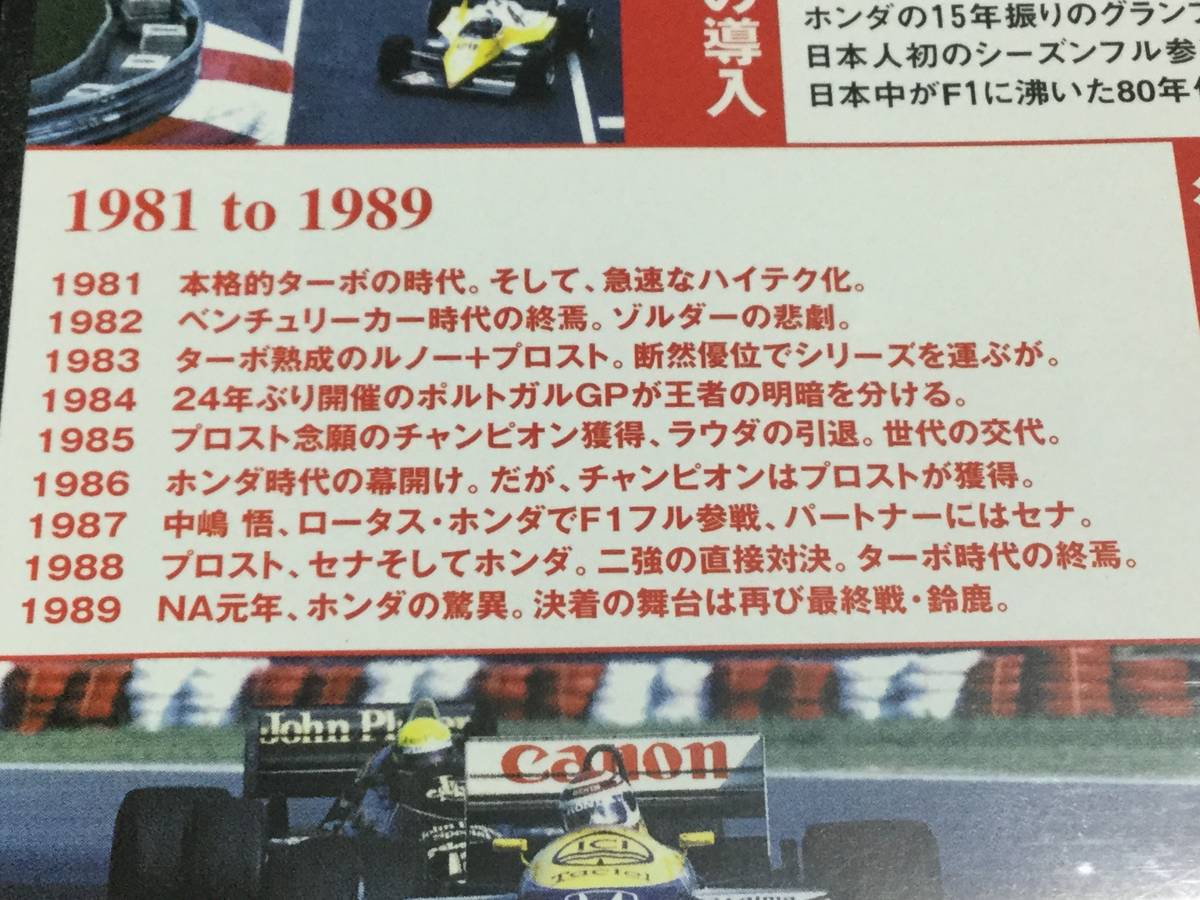 の導入
ホンダの15年振りのグランプ
日本人初のシーズンフル参
日本中がF1に沸いた80年代
1981 to 1989
1981 本格的ターボの時代。そして、急速なハイテク化。
1982 ベンチュリーカー時代の終焉。ゾルダーの悲劇。
1983 ターボ熟成のルノー+プロスト。断然優位でシリーズを運ぶが。
1984 24年ぶり開催のポルトガルGPが王者の明暗を分ける。
1985 プロスト念願のチャンピオン獲得、ラウダの引退。世代の交代。
1986 ホンダ時代の幕開け。だが、チャンピオンはプロストが獲得。
1987 中嶋 悟、ロータス・ホンダでF1フル参戦、パートナーにはセナ。
1988 プロスト、セナそしてホンダ。二強の直接対決。ターボ時代の終焉。
1989 NA元年、ホンダの驚異。決着の舞台は再び最終戦・鈴鹿。
John Player
Canon
ICI
Tactel